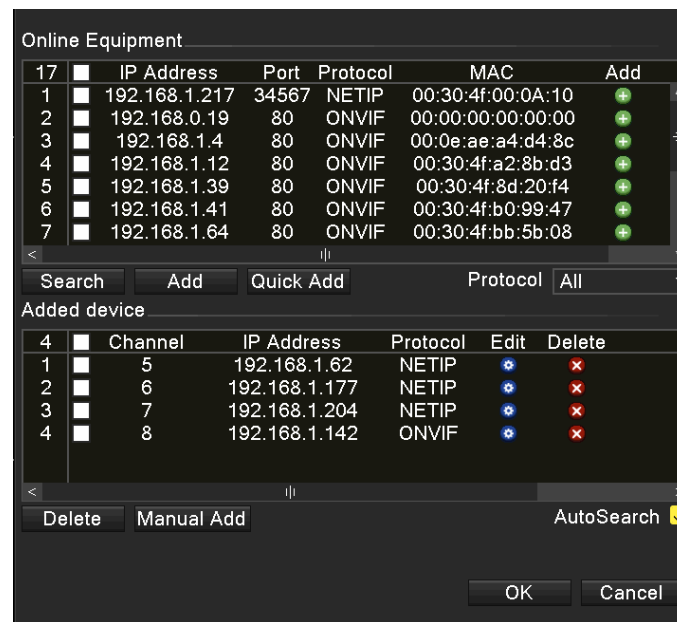 Online Equipment
17 IP Address Port Protocol MAC Add
1 192.168.1.217 34567 NETIP 00:30:4f:00:0A:10
2 192.168.0.19 80 ONVIF 00:00:00:00:00:00
3 192.168.1.4 80 ONVIF 00:0e:ae:a4:d4:8c
4 192.168.1.12 80 ONVIF 00:30:4f:a2:8b:d3
5 192.168.1.39 80 ONVIF 00:30:4f:8d:20:f4
6 192.168.1.41 80 ONVIF 00:30:4f:b0:99:47
7 192.168.1.64 80 ONVIF 00:30:4f:bb:5b:08
Search Add Quick Add Protocol All
Added device
4 Channel IP Address Protocol Edit Delete
1 5 192.168.1.62 NETIP
2 6 192.168.1.177 NETIP
3 7 192.168.1.204 NETIP
4 8 192.168.1.142 ONVIF
Delete Manual Add AutoSearch
OK Cancel